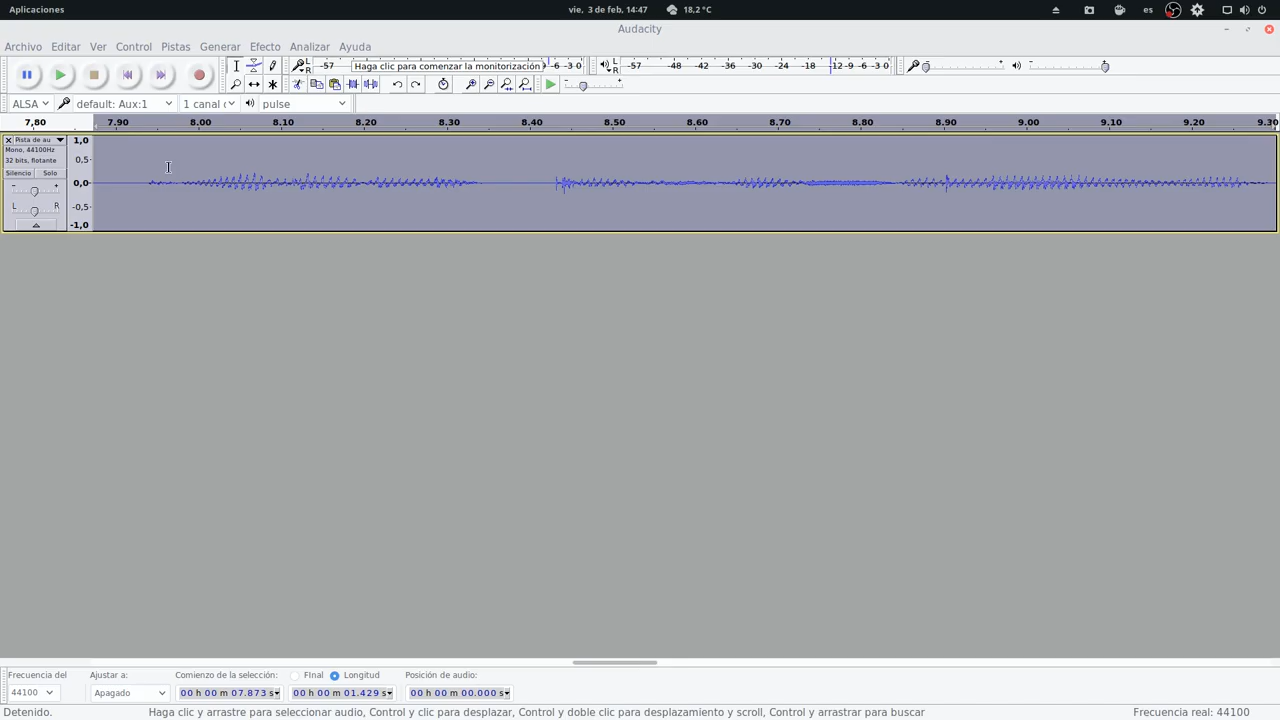 Aplicaciones
vie, 3 de feb, 14:47
18.2 °C
es
Audacity
Archivo Editar Ver Control Pistas Generar Efecto Analizar Ayuda
L R -57 Haga clic para comenzar la monitorización -6 -3 0
L R -57 -48 -42 -36 -30 -24 -18 -12 -9 -6 -3 0
- +
- +
- +
ALSA default: Aux:1 1 canal ( pulse
7,80 7.90 8.00 8.10 8.20 8.30 8.40 8.50 8.60 8.70 8.80 8.90 9.00 9.10 9.20 9.30
Pista de au
Mono, 44100Hz
32 bits, flotante
Silencio Solo
- +
L R
1,0
0,5
0,0
-0,5
-1,0
Frecuencia del
44100
Ajustar a:
Apagado
Comienzo de la selección:
00 h 00 m 07.873 s
FInal Longitud
00 h 00 m 01.429 s
Posición de audio:
00 h 00 m 00.000 s
Detenido.
Haga clic y arrastre para seleccionar audio, Control y clic para desplazar, Control y doble clic para desplazamiento y scroll, Control y arrastrar para buscar
Frecuencia real: 44100